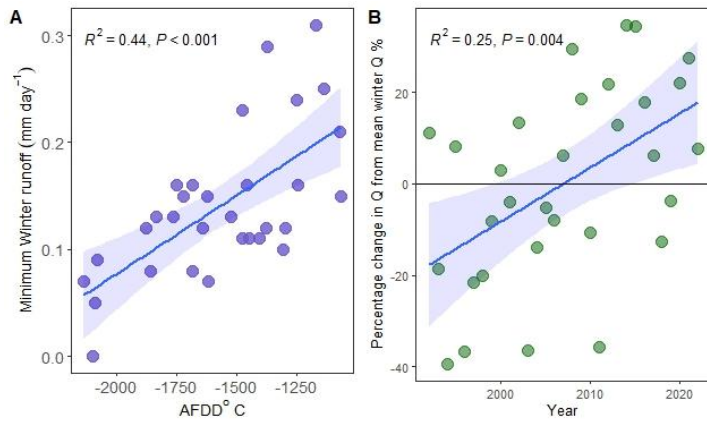 A
R² = 0.44, P < 0.001
Minimum Winter runoff (mm day⁻¹)
0.3
0.2
0.1
0.0
-2000 -1750 -1500 -1250
AFDD° C
B
R² = 0.25, P = 0.004
Percentage change in Q from mean winter Q %
20
0
-20
-40
2000 2010 2020
Year